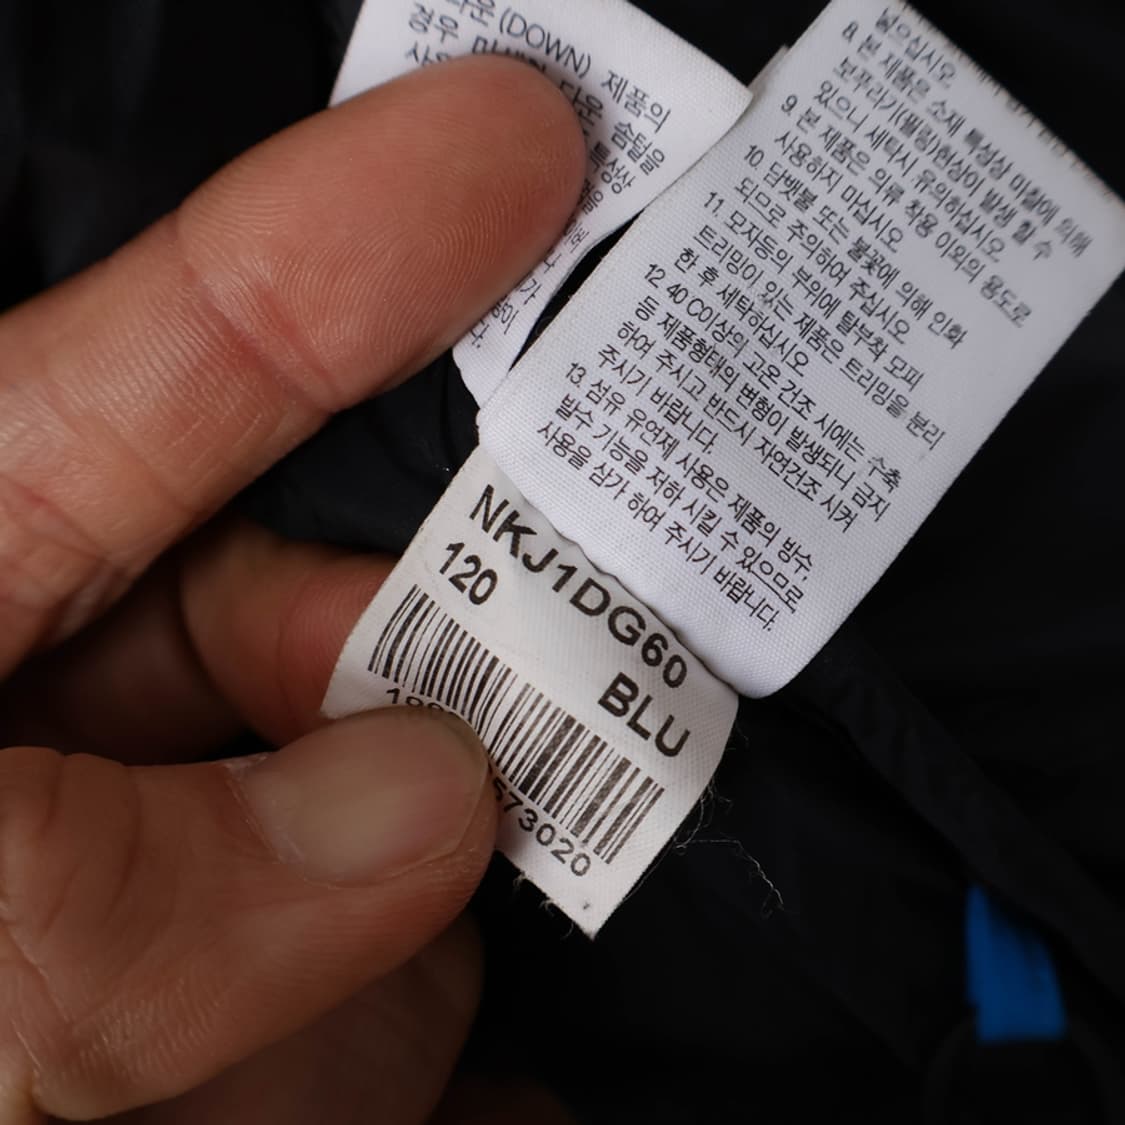 (DOWN) 제품의
경우
다운 솜털을
특성상
넣으십시오
8. 본 제품은 소재 특성상 마찰에 의해
보푸라기(필링)현상이 발생 할 수
있으니 세탁시 유의하십시오
9. 본 제품은 의류 착용 이외의 용도로
사용하지 마십시오
10. 담뱃불 또는 불꽃에 의해 인화
되므로 주의하여 주십시오
11. 모자등의 부위에 탈부착 모피
트리밍이 있는 제품은 트리밍을 분리
한 후 세탁하십시오
12 40 C이상의 고온 건조 시에는 수축
등 제품형태의 변형이 발생되니 금지
하여 주시고 반드시 자연건조 시켜
주시기 바랍니다.
13. 섬유 유연제 사용은 제품의 방수,
발수 기능을 저하 시킬 수 있으므로
사용을 삼가 하여 주시기 바랍니다.
NKJ1DG60
120
BLU
573020